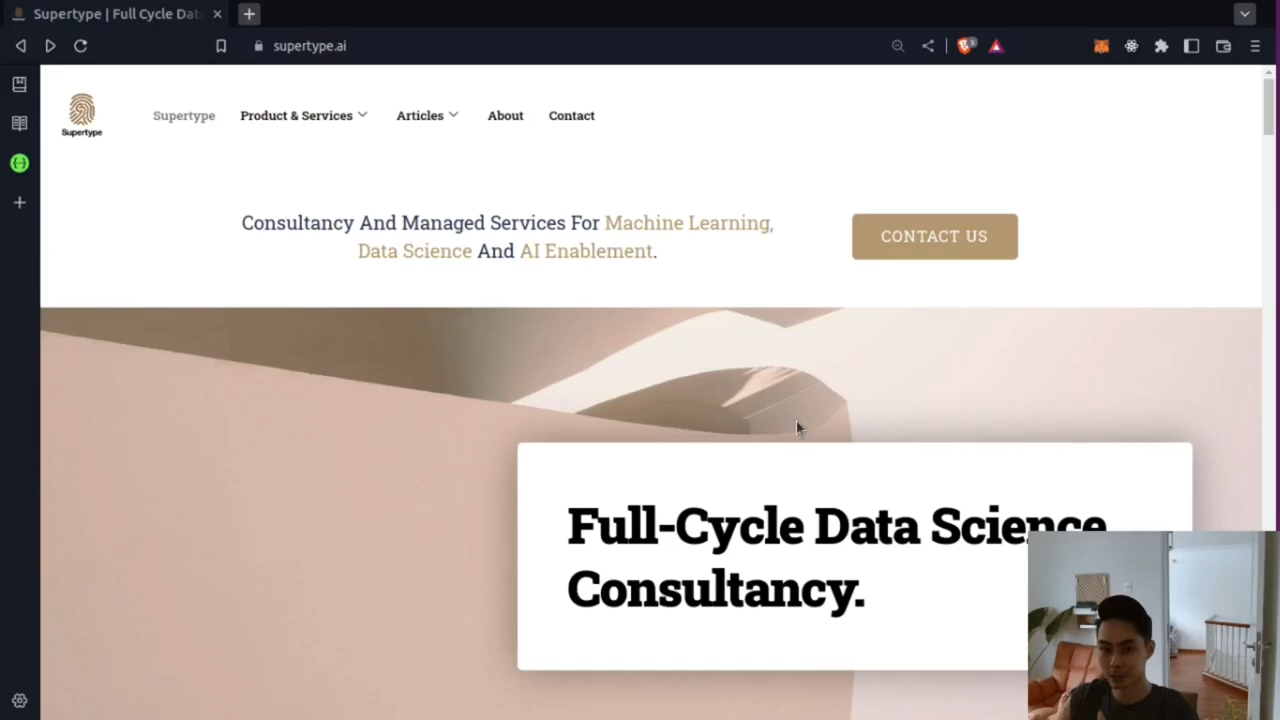 Supertype | Full Cycle Dat
supertype.ai
5
Supertype
Supertype Product & Services Articles About Contact
Consultancy And Managed Services For Machine Learning,
Data Science And AI Enablement.
CONTACT US
Full-Cycle Data Science
Consultancy.